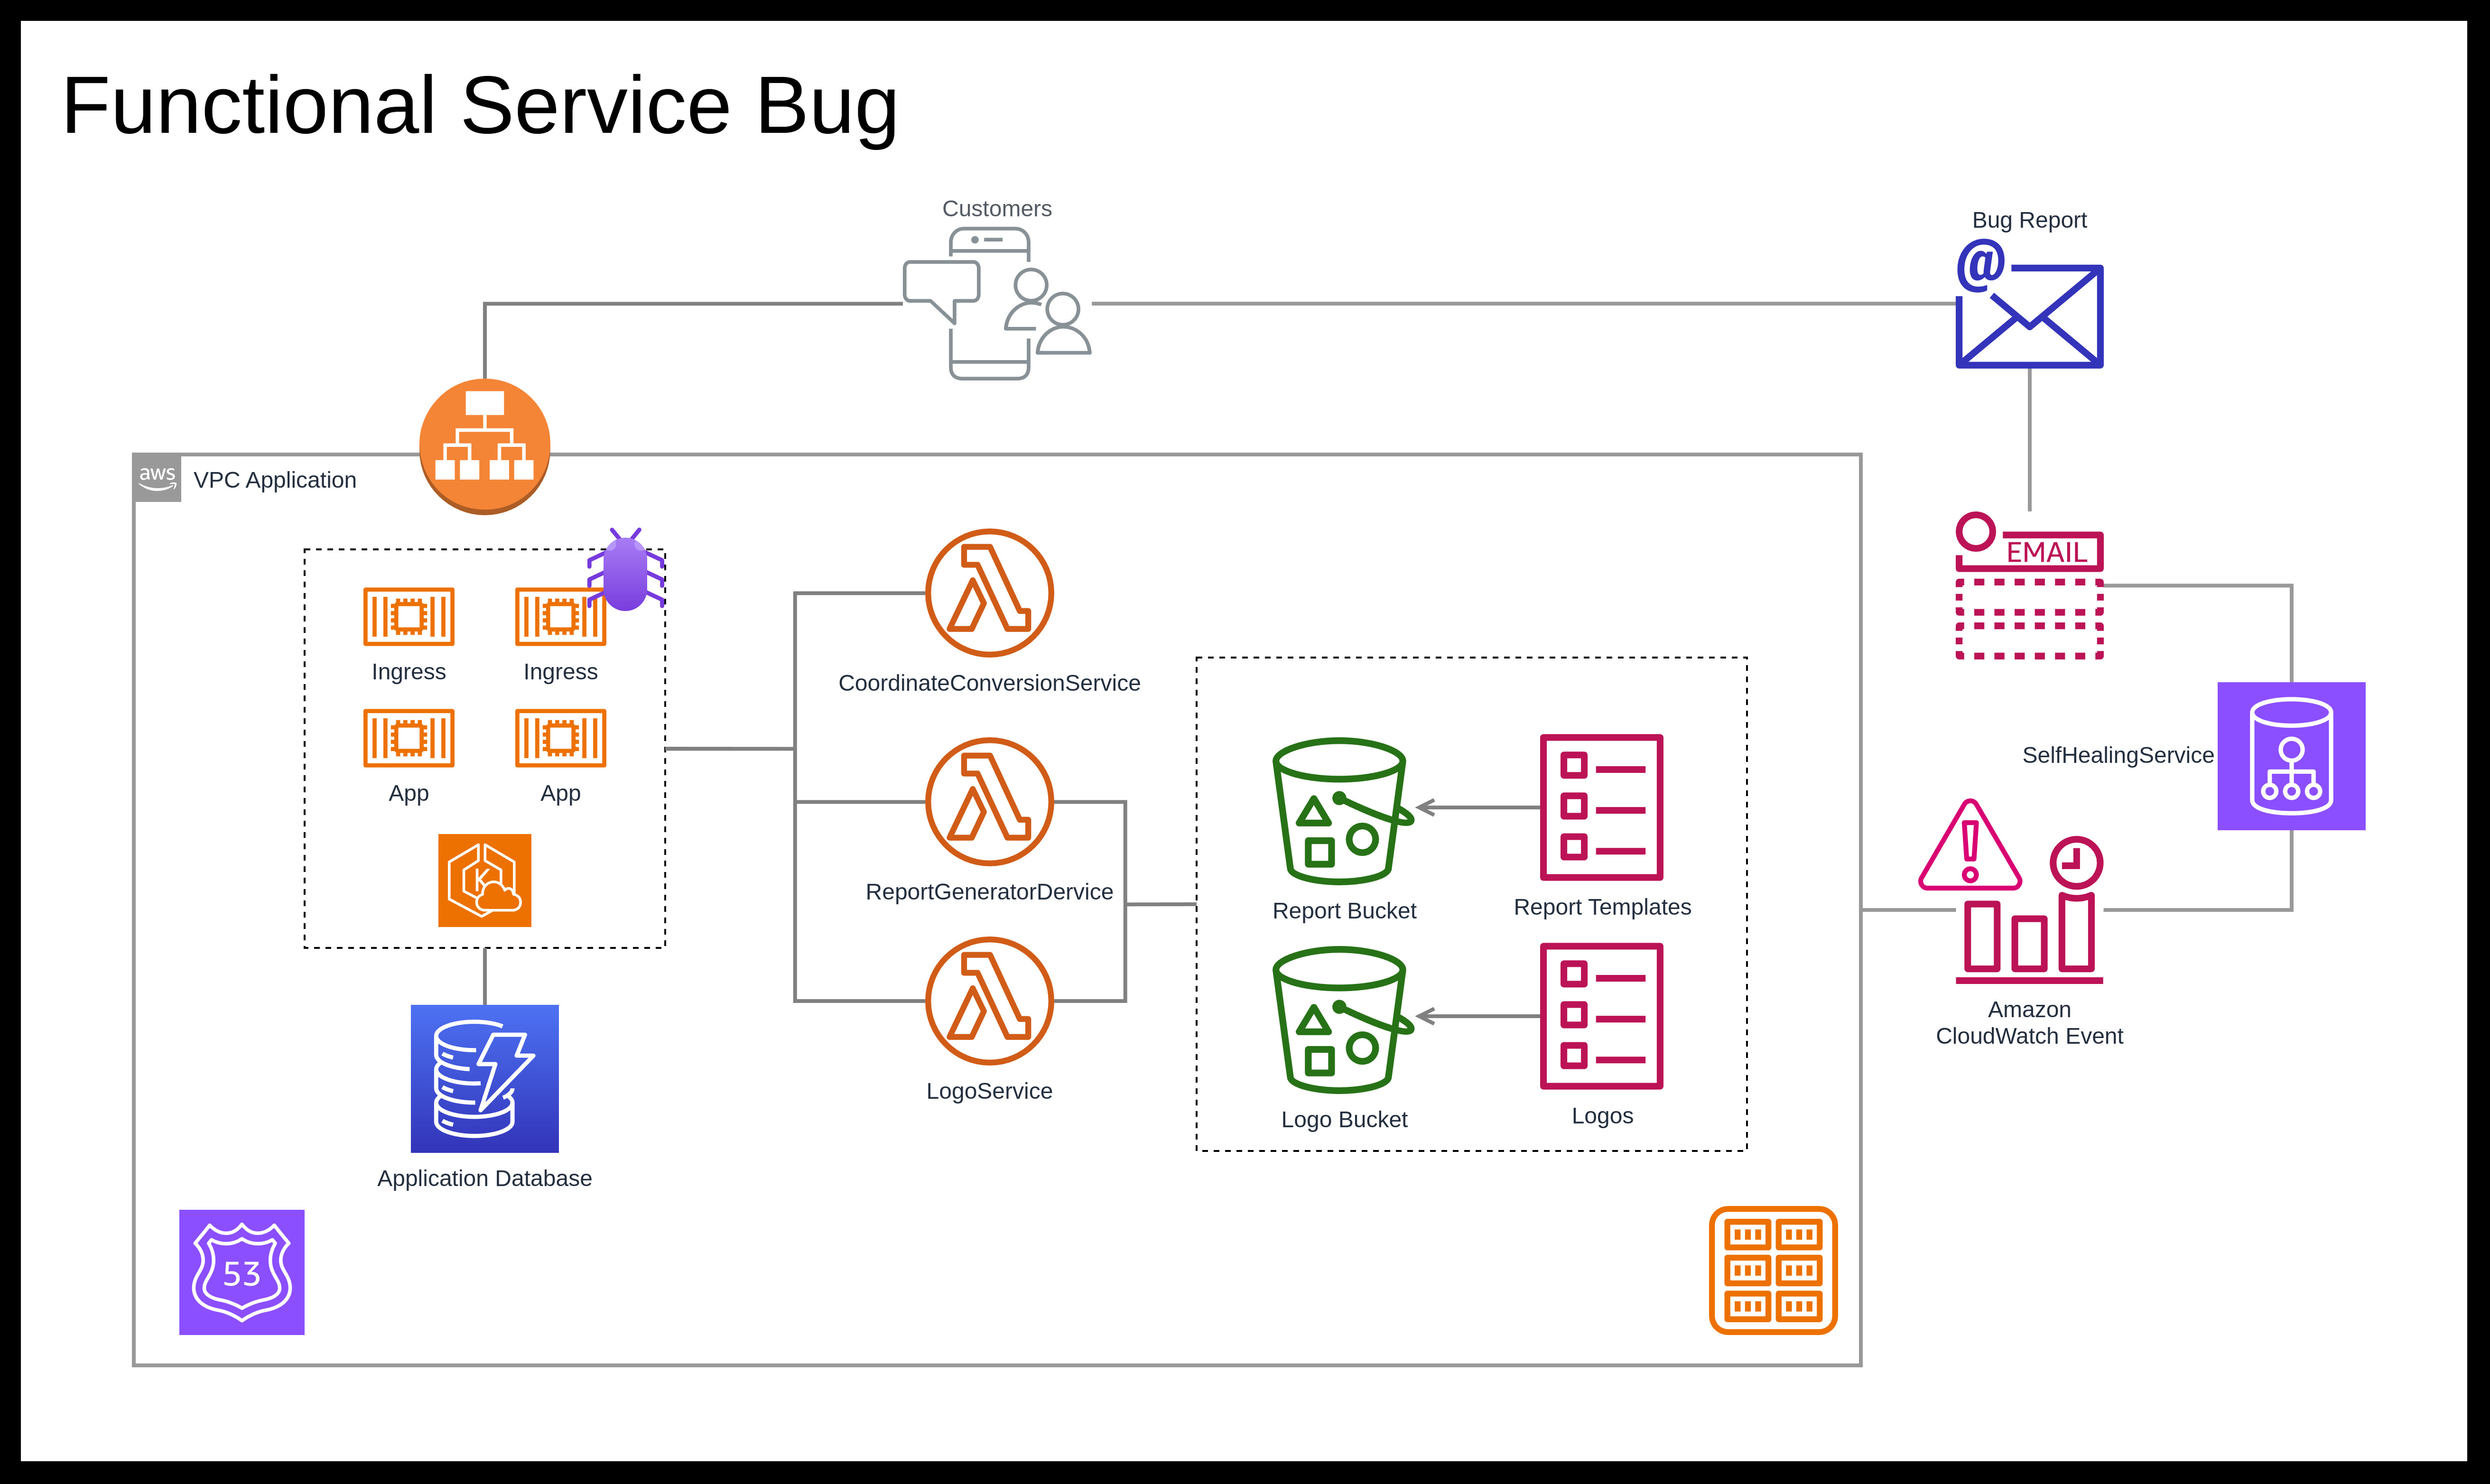 Functional Service Bug
Customers
Bug Report
@
aws
VPC Application
EMAIL
Ingress
Ingress
CoordinateConversionService
App
App
SelfHealingService
K
ReportGeneratorDervice
Report Bucket
Report Templates
Amazon
CloudWatch Event
LogoService
Logo Bucket
Logos
Application Database
53